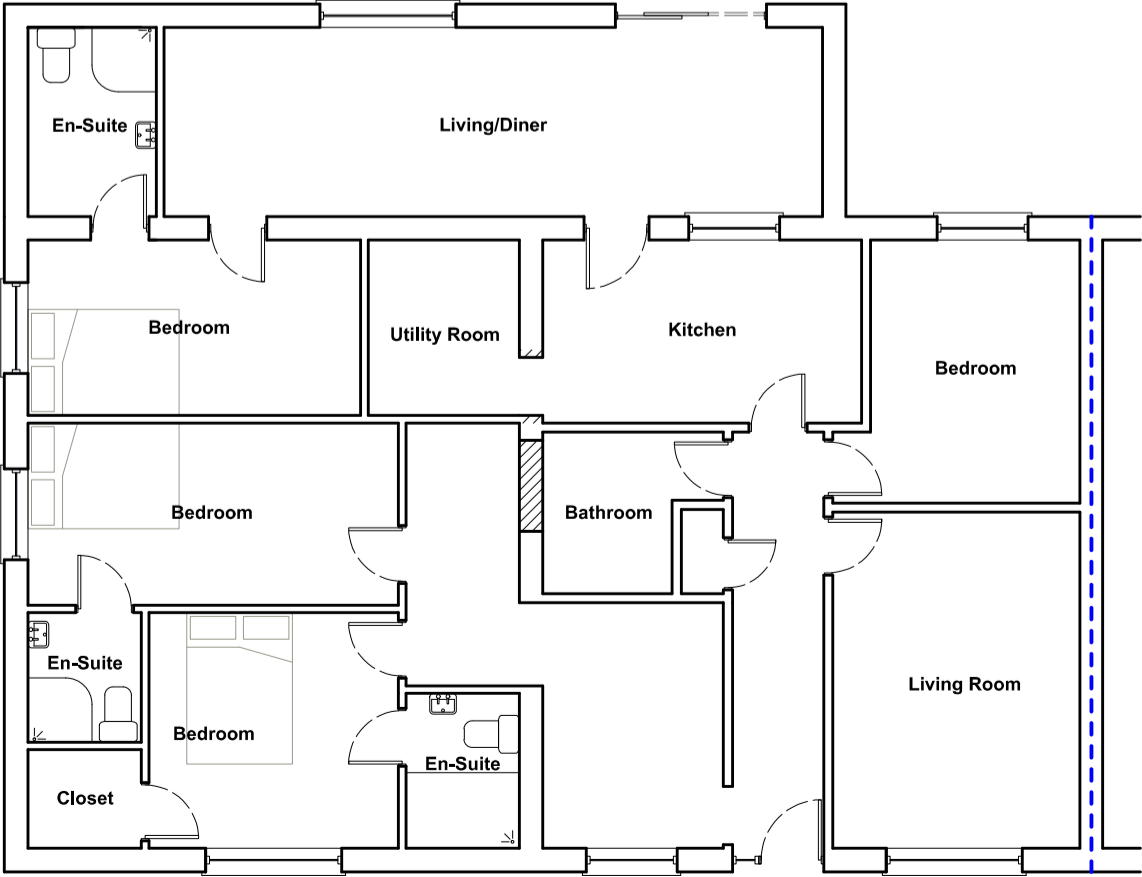 En-Suite
Living/Diner
Bedroom
Utility Room
Kitchen
Bedroom
Bedroom
Bathroom
En-Suite
Bedroom
En-Suite
Living Room
Closet